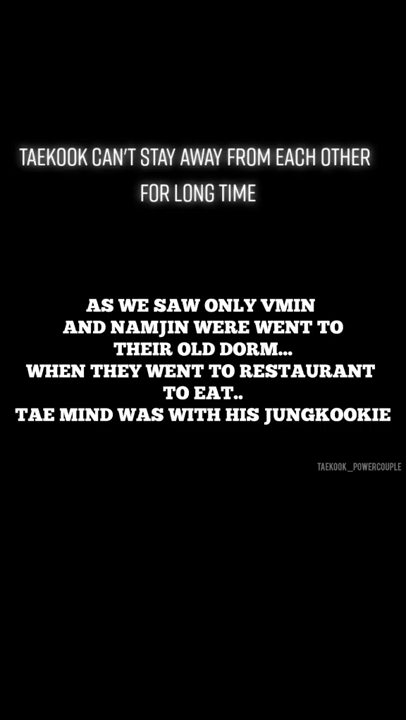 TAEKOOK CAN'T STAY AWAY FROM EACH OTHER
FOR LONG TIME
AS WE SAW ONLY VMIN
AND NAMJIN WERE WENT TO
THEIR OLD DORM...
WHEN THEY WENT TO RESTAURANT
TO EAT..
TAE MIND WAS WITH HIS JUNGKOOKIE
TAEKOOK_POWERCOUPLE